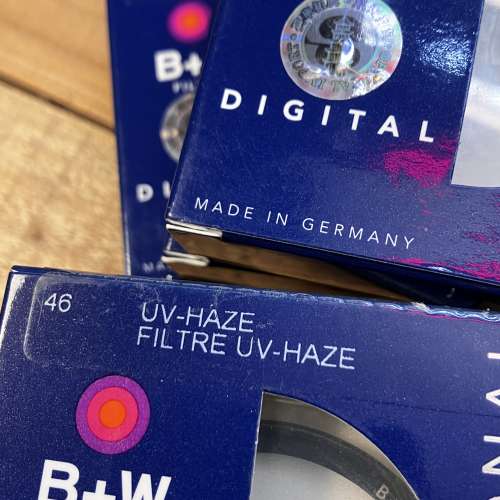 B+W
DIGITAL
MADE IN GERMANY
46
UV-HAZE
FILTRE UV-HAZE
B+W